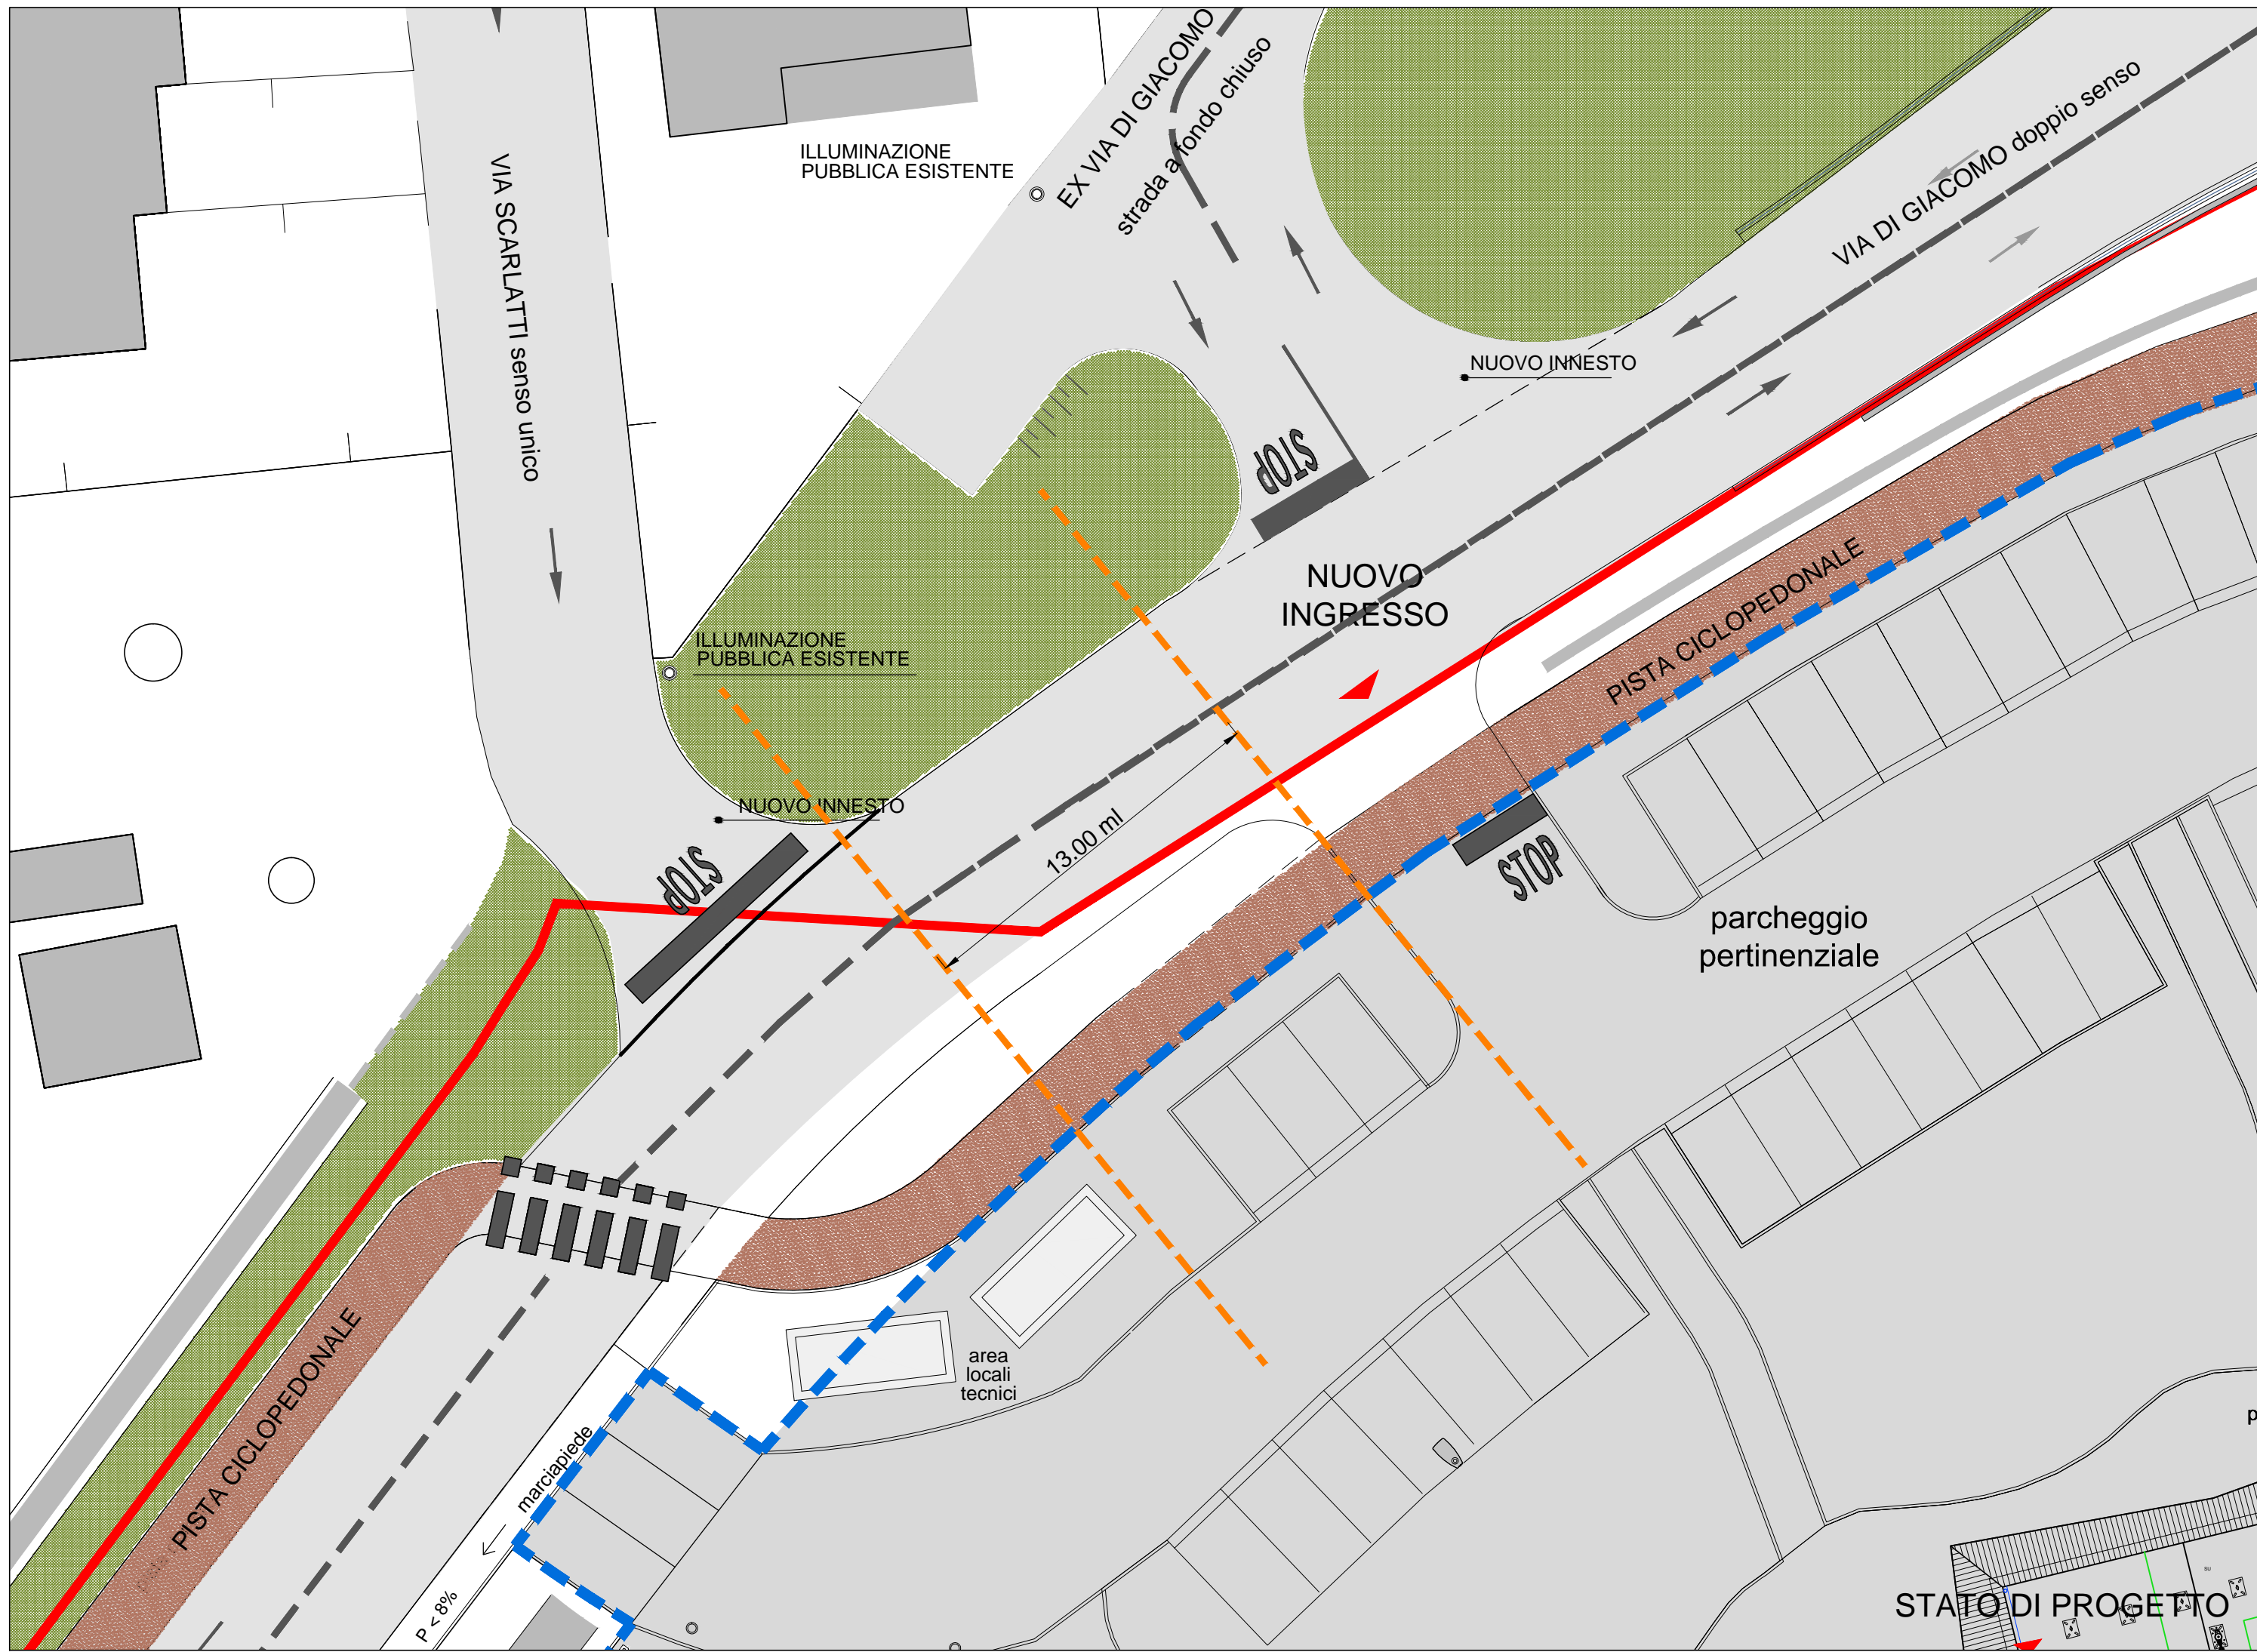 EX VIA DI GIACOMO
strada a fondo chiuso
VIA DI GIACOMO doppio senso
ILLUMINAZIONE
PUBBLICA ESISTENTE
VIA SCARLATTI senso unico
NUOVO INNESTO
STOP
NUOVO
INGRESSO
PISTA CICLOPEDONALE
ILLUMINAZIONE
PUBBLICA ESISTENTE
NUOVO INNESTO
STOP
13.00 ml
STOP
parcheggio
pertinenziale
area
locali
tecnici
PISTA CICLOPEDONALE
marciapiede
P < 8%
p
STATO DI PROGETTO